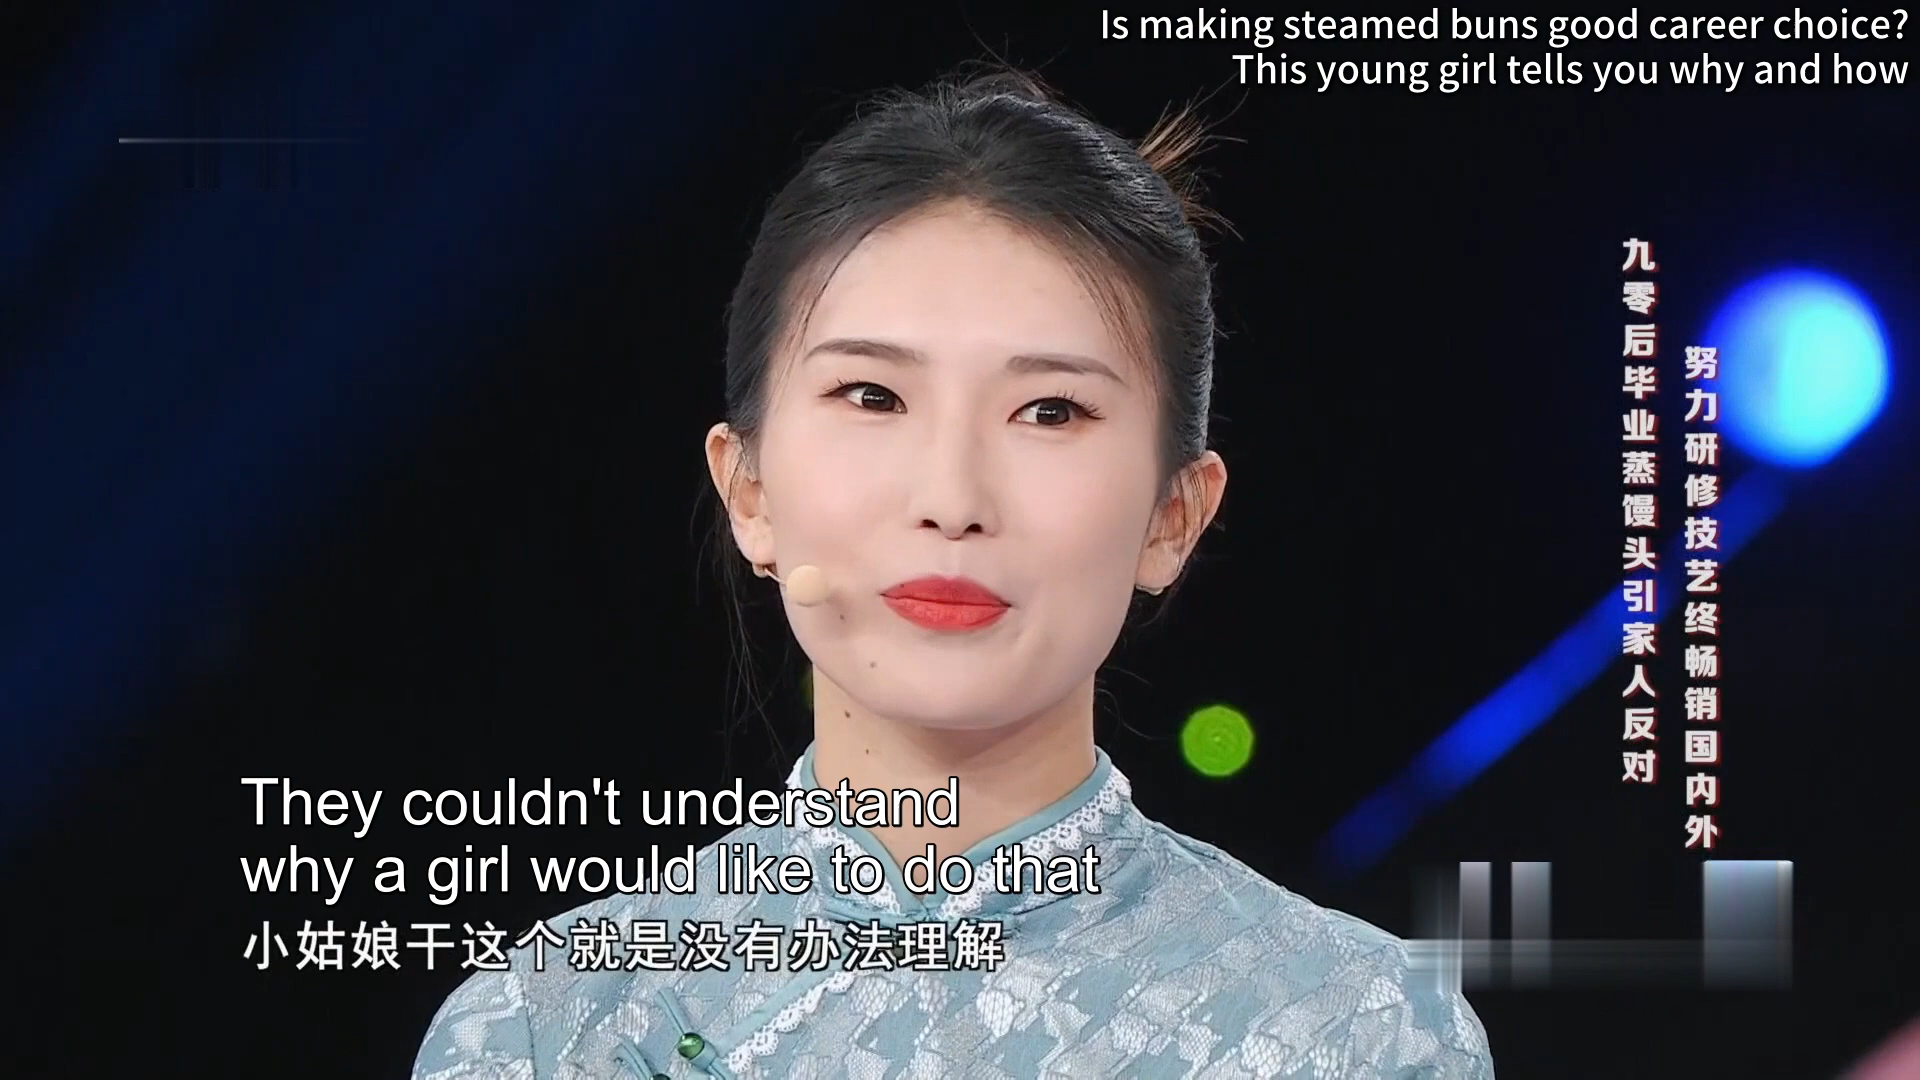 Is making steamed buns good career choice?
This young girl tells you why and how
九零后毕业蒸馒头引家人反对
努力研修技艺终畅销国内外
They couldn't understand
why a girl would like to do that
小姑娘干这个就是没有办法理解